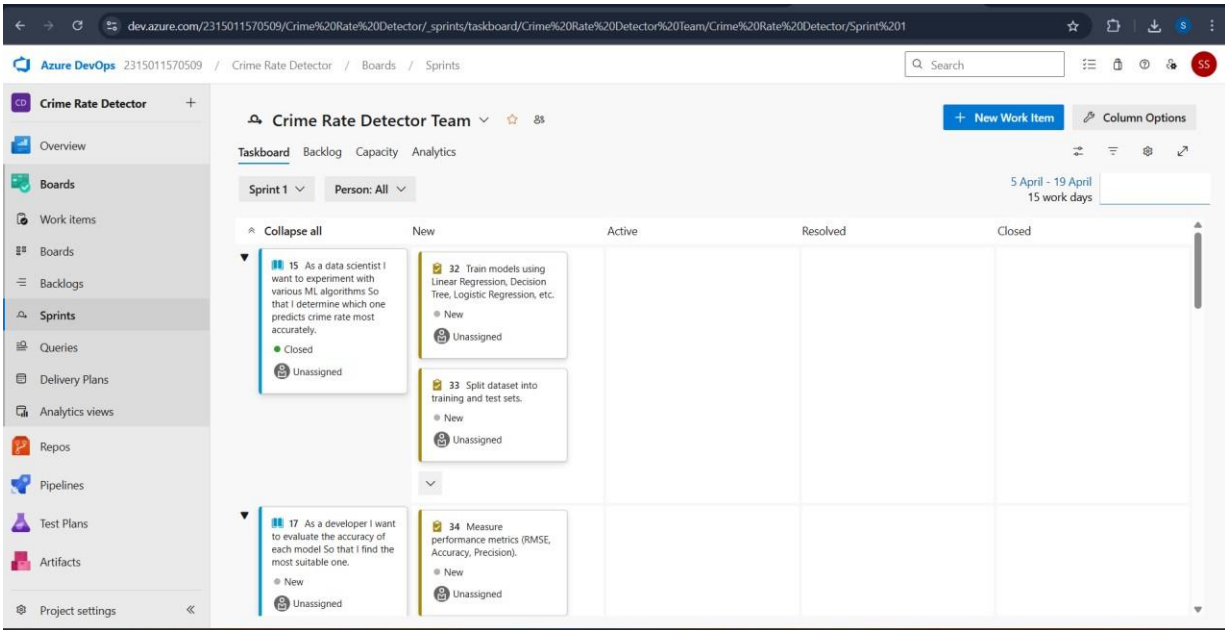 dev.azure.com/2315011570509/Crime%20Rate%20Detector/_sprints/taskboard/Crime%20Rate%20Detector%20Team/Crime%20Rate%20Detector/Sprint%201
S
Azure DevOps 2315011570509 / Crime Rate Detector / Boards / Sprints
Search
SS
CD Crime Rate Detector +
Overview
Boards
Work items
Boards
Backlogs
Sprints
Queries
Delivery Plans
Analytics views
Repos
Pipelines
Test Plans
Artifacts
Project settings
Crime Rate Detector Team
+ New Work Item
Column Options
Taskboard Backlog Capacity Analytics
Sprint 1
Person: All
5 April - 19 April
15 work days
Collapse all
New
Active
Resolved
Closed
15 As a data scientist I
want to experiment with
various ML algorithms So
that I determine which one
predicts crime rate most
accurately.
Closed
Unassigned
32 Train models using
Linear Regression, Decision
Tree, Logistic Regression, etc.
New
Unassigned
33 Split dataset into
training and test sets.
New
Unassigned
17 As a developer I want
to evaluate the accuracy of
each model So that I find the
most suitable one.
New
Unassigned
34 Measure
performance metrics (RMSE,
Accuracy, Precision).
New
Unassigned